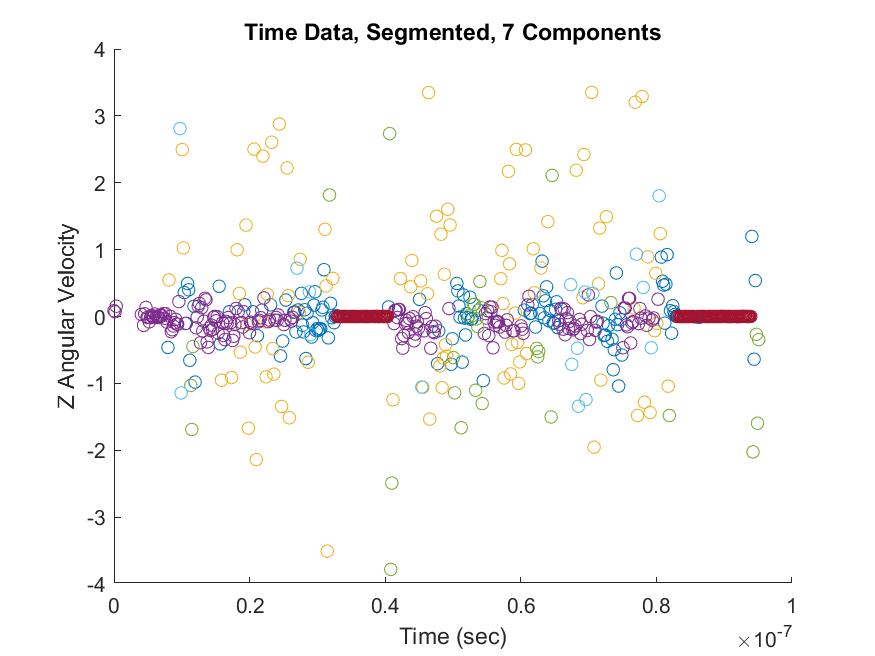 Time Data, Segmented, 7 Components
4
3
2
1
0
-1
-2
-3
-4
Z Angular Velocity
0 0.2 0.4 0.6 0.8 1
Time (sec)
×10-7